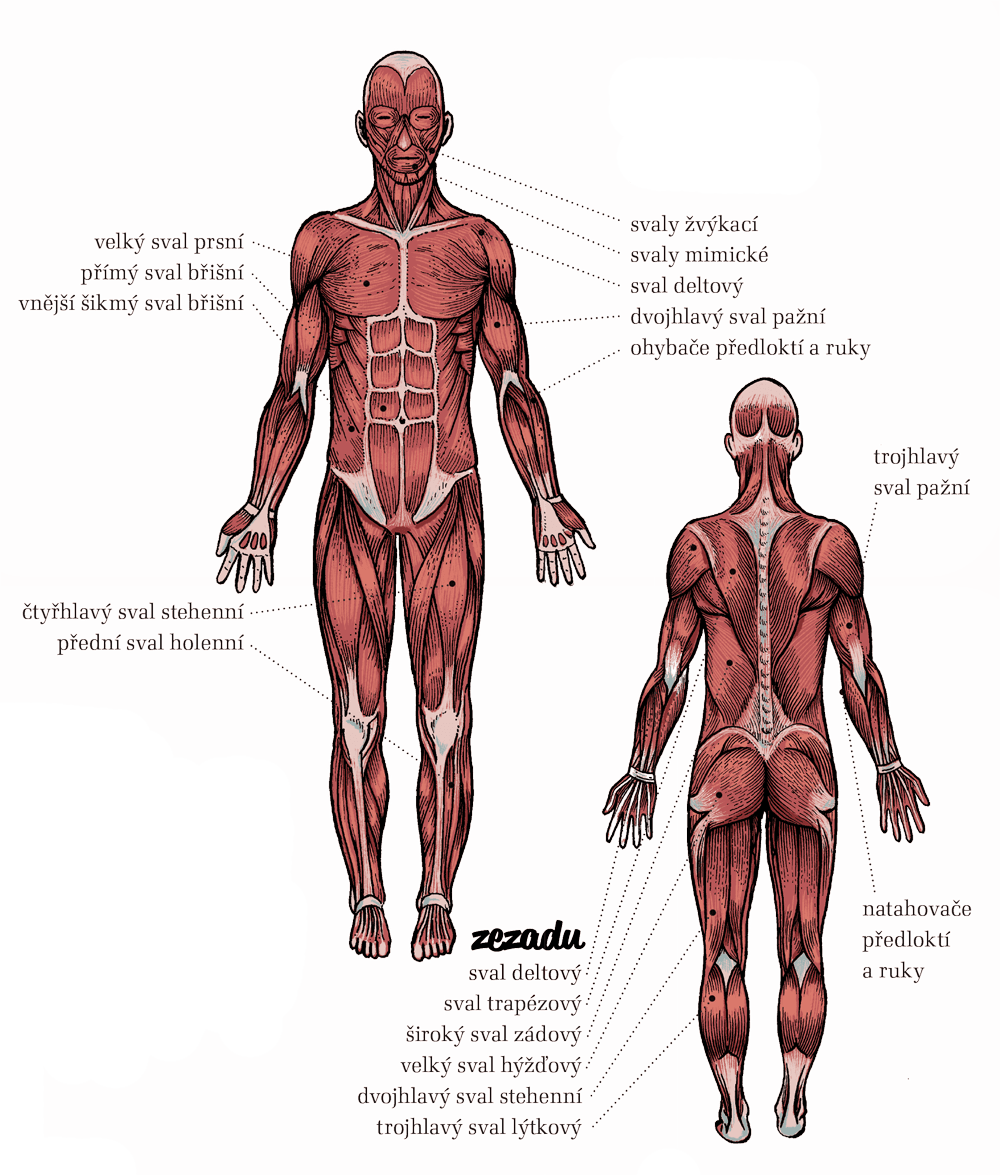 svaly žvýkací
svaly mimické
sval deltový
dvojhlavý sval pažní
ohybače předloktí a ruky
velký sval prsní
přímý sval břišní
vnější šikmý sval břišní
čtyřhlavý sval stehenní
přední sval holenní
trojhlavý
sval pažní
natahovače
předloktí
a ruky
zezadu
sval deltový
sval trapézový
široký sval zádový
velký sval hýžďový
dvojhlavý sval stehenní
trojhlavý sval lýtkový